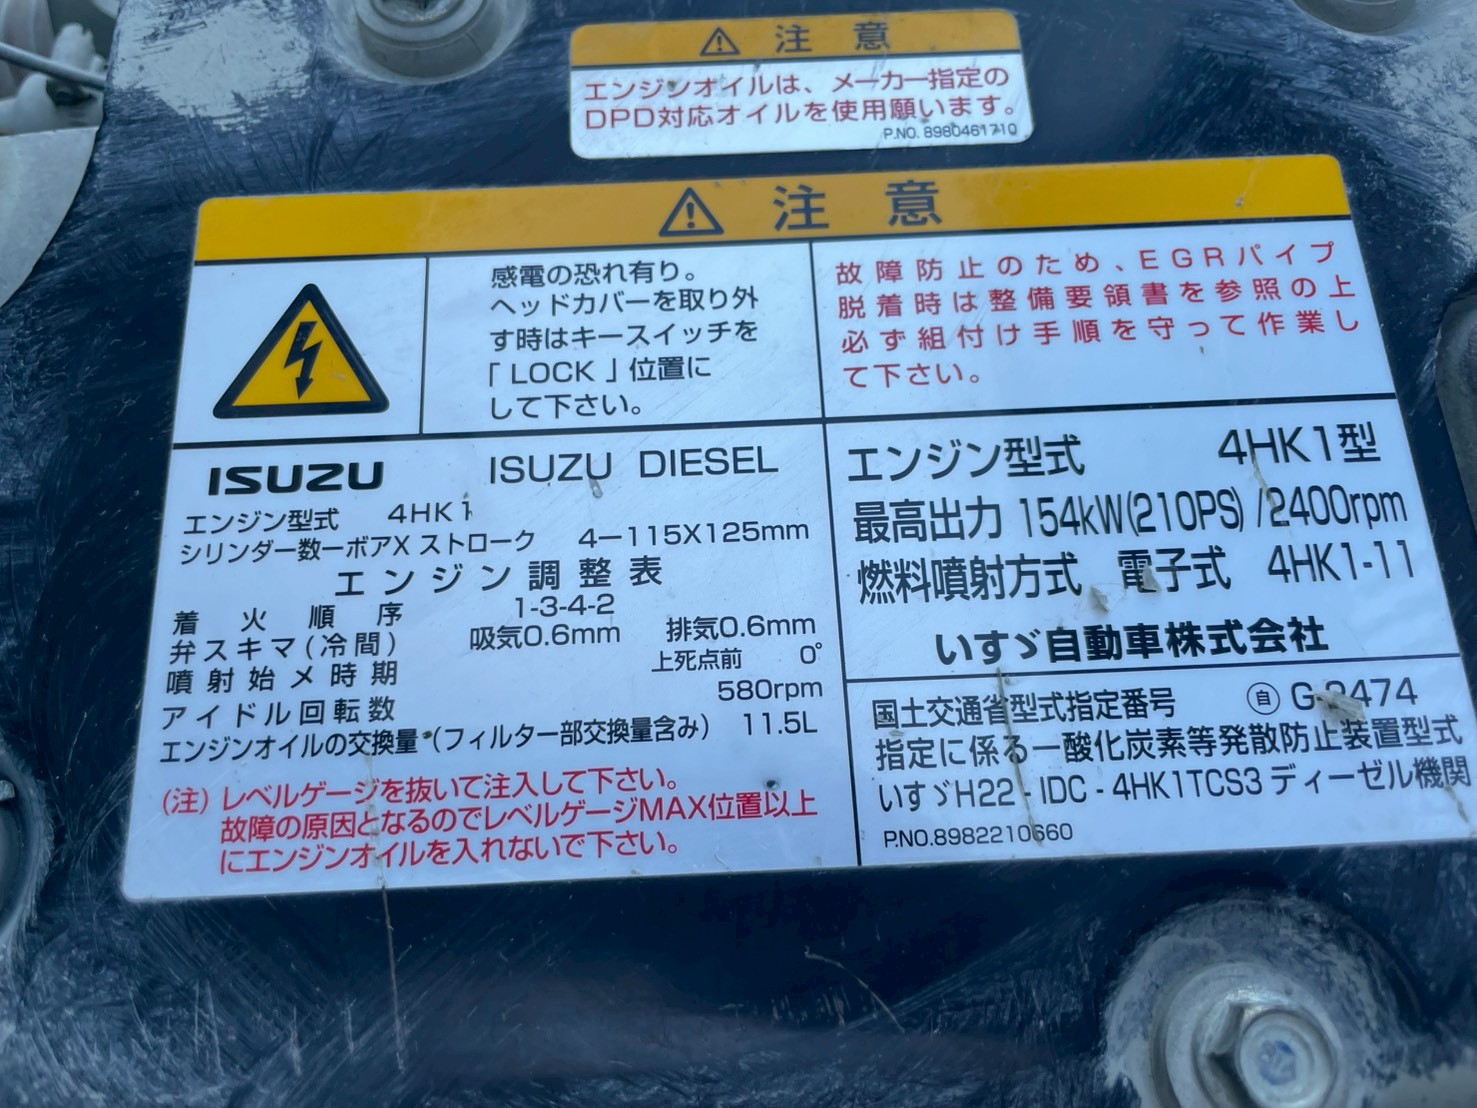 ⚠ 注意
エンジンオイルは、メーカー指定の
DPD対応オイルを使用願います。
P.NO. 8980461710
⚠ 注意
感電の恐れ有り。
ヘッドカバーを取り外
す時はキースイッチを
「LOCK」位置に
して下さい。
故障防止のため、EGRパイプ
脱着時は整備要領書を参照の上
必ず組付け手順を守って作業し
て下さい。
ISUZU ISUZU DIESEL
エンジン型式 4HK1
シリンダー数ーボアX ストローク 4ー115X125mm
エンジン調整表
着火順序 1-3-4-2
弁スキマ(冷間) 吸気0.6mm 排気0.6mm
噴射始メ時期 上死点前 0°
アイドル回転数 580rpm
エンジンオイルの交換量(フィルター部交換量含み) 11.5L
(注) レベルゲージを抜いて注入して下さい。
故障の原因となるのでレベルゲージMAX位置以上
にエンジンオイルを入れないで下さい。
エンジン型式 4HK1型
最高出力 154kW(210PS)/2400rpm
燃料噴射方式 電子式 4HK1-11
いすゞ自動車株式会社
国土交通省型式指定番号 ㊀自 G-2474
指定に係る一酸化炭素等発散防止装置型式
いすゞH22-IDC-4HK1TCS3 ディーゼル機関
P.NO.8982210660